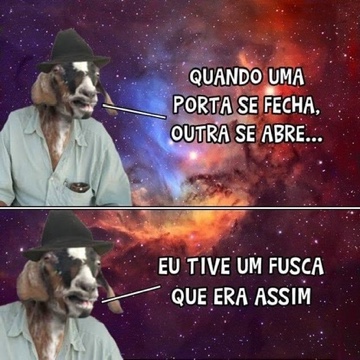 QUANDO UMA
PORTA SE FECHA,
OUTRA SE ABRE...
EU TIVE UM FUSCA
QUE ERA ASSIM